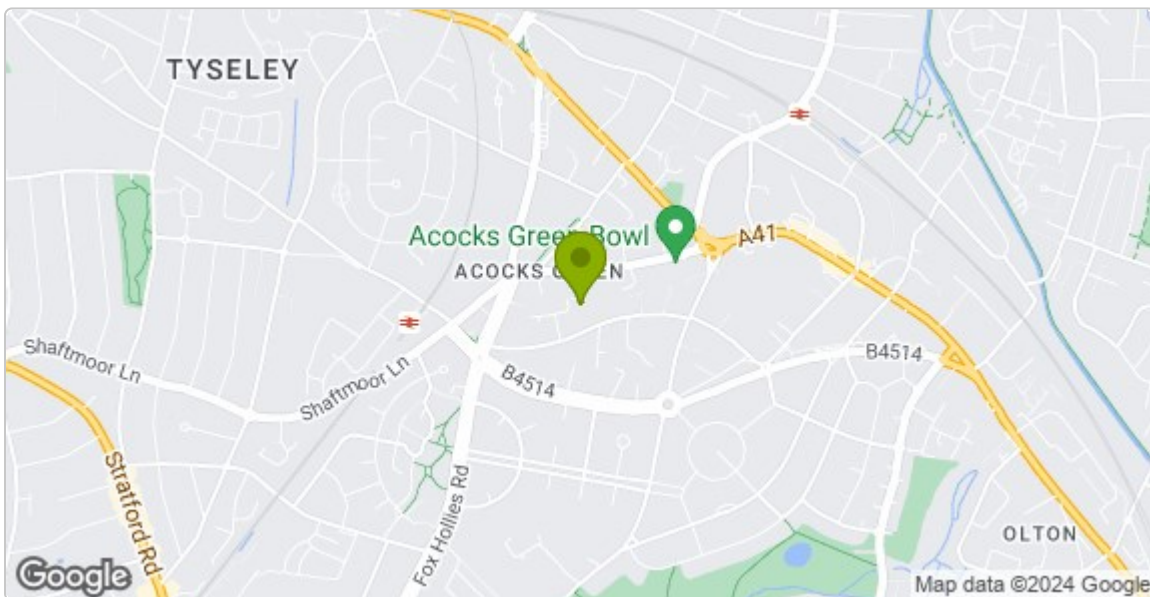 TYSELEY
Acocks Green Bowl
A41
ACOCKS
Shaftmoor Ln
Shaftmoor Ln
B4514
B4514
Stratford Rd
Fox Hollies Rd
OLTON
Google
Map data ©2024 Google